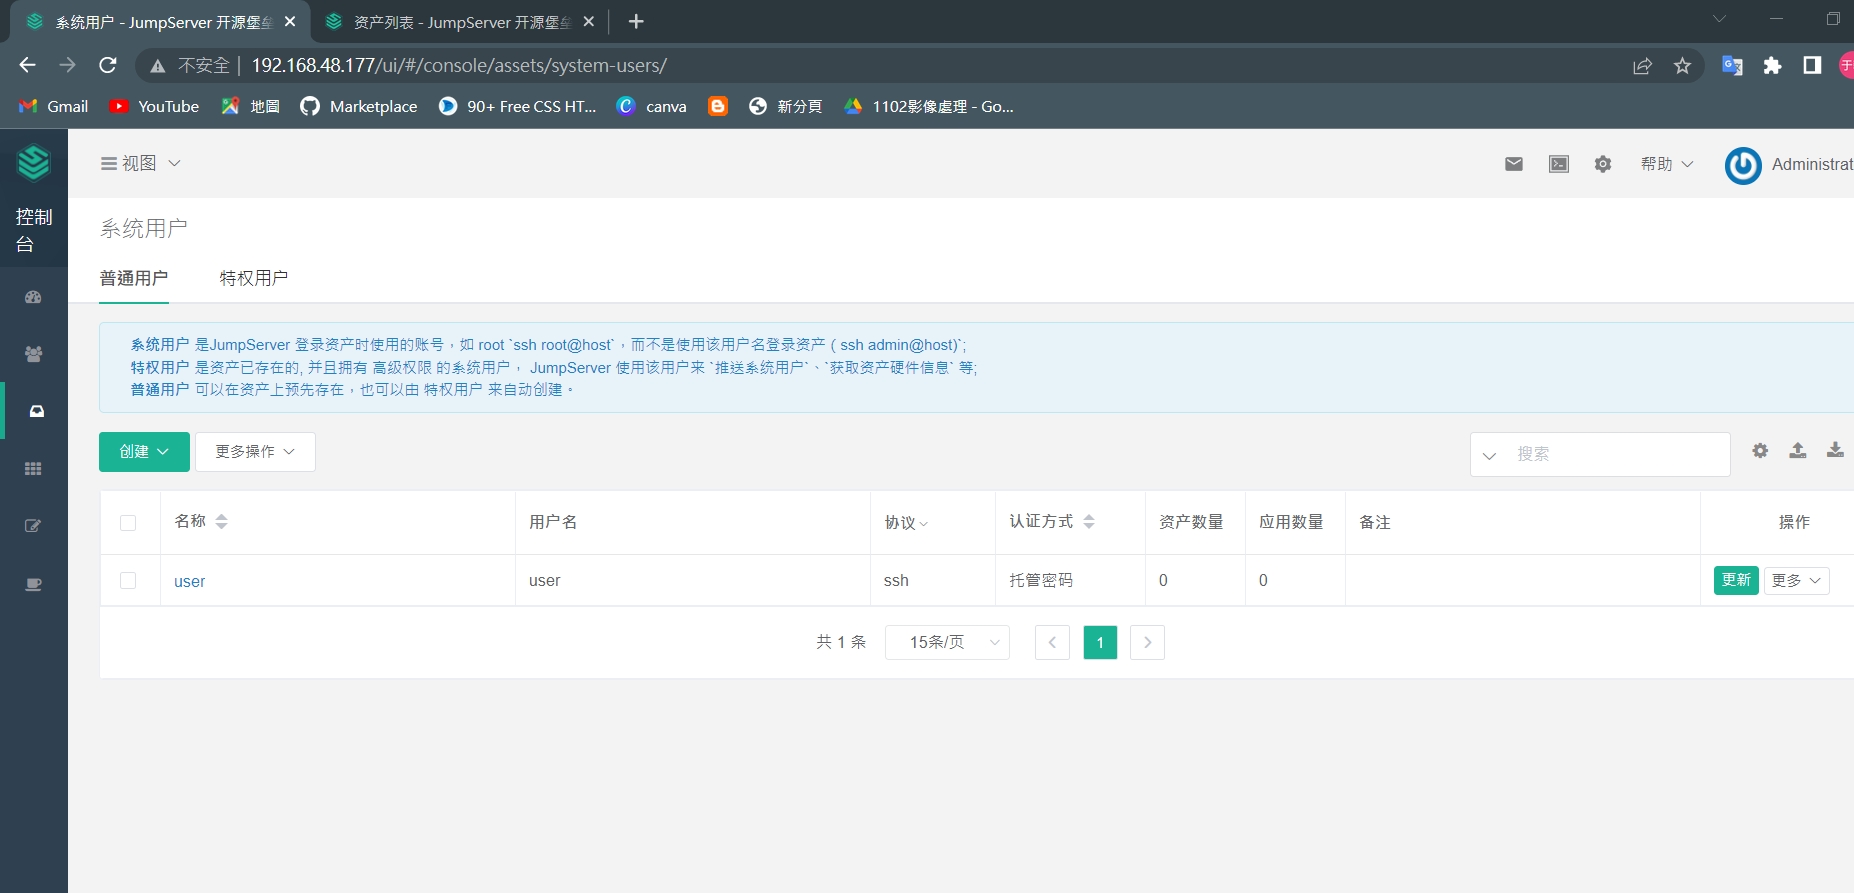 系统用户 - JumpServer 开源堡垒
资产列表 - JumpServer 开源堡垒
不安全 | 192.168.48.177/ui/#/console/assets/system-users/
于
Gmail YouTube 地圖 Marketplace 90+ Free CSS HT... canva 新分頁 1102影像處理 - Go...
控制
台
视图
帮助
Administrat
系统用户
普通用户 特权用户
系统用户 是JumpServer 登录资产时使用的账号，如 root `ssh root@host`，而不是使用该用户名登录资产 ( ssh admin@host)`;
特权用户 是资产已存在的, 并且拥有 高级权限 的系统用户， JumpServer 使用该用户来 `推送系统用户`、`获取资产硬件信息` 等;
普通用户 可以在资产上预先存在，也可以由 特权用户 来自动创建。
创建 更多操作 搜索
名称 用户名 协议 认证方式 资产数量 应用数量 备注 操作
user user ssh 托管密码 0 0 更新 更多
共 1 条 15条/页 1